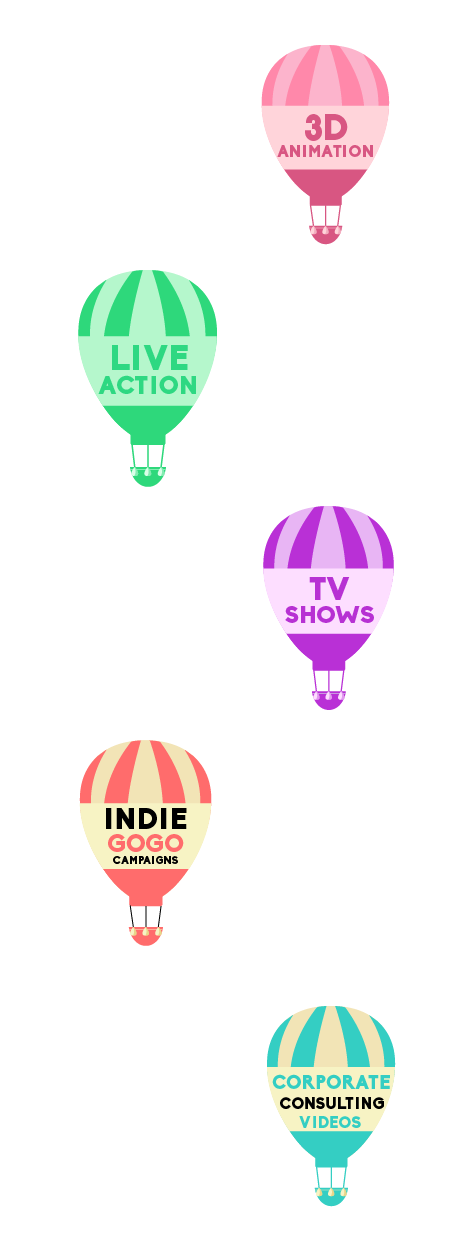 3D
ANIMATION
LIVE
ACTION
TV
SHOWS
INDIE
GOGO
CAMPAIGNS
CORPORATE
CONSULTING
VIDEOS